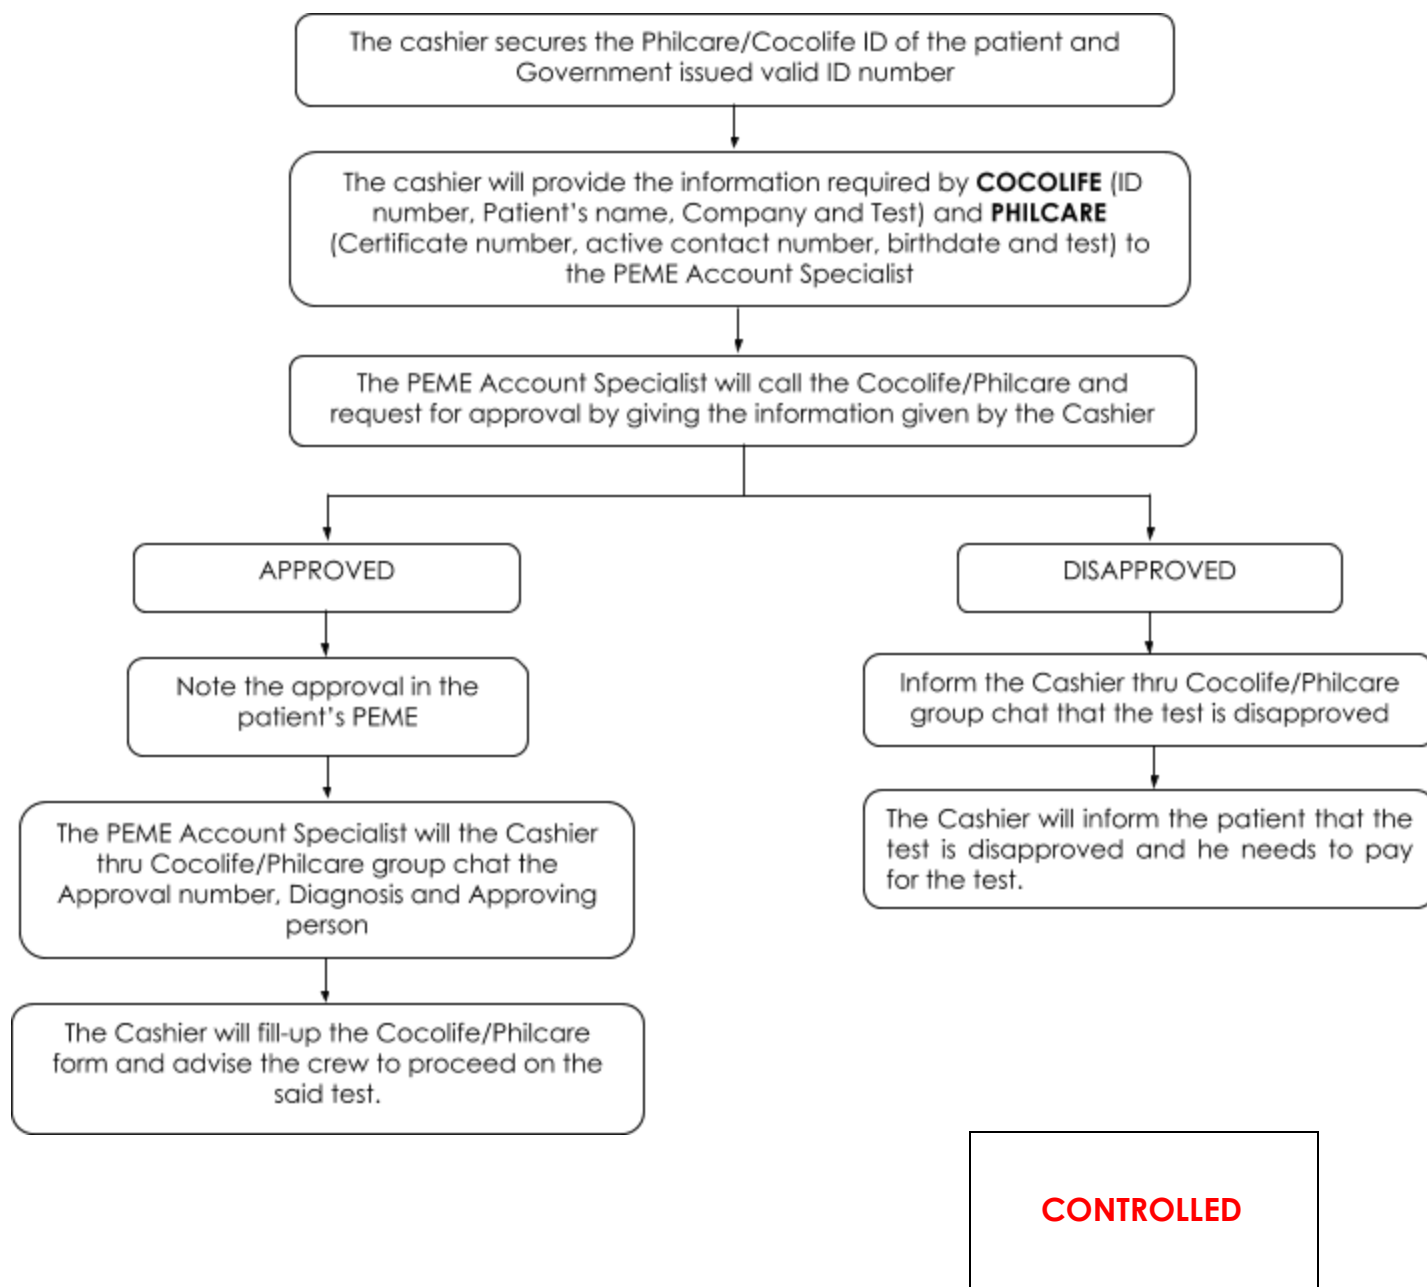 The cashier secures the Philcare/Cocolife ID of the patient and
Government issued valid ID number
The cashier will provide the information required by COCOLIFE (ID
number, Patient's name, Company and Test) and PHILCARE
(Certificate number, active contact number, birthdate and test) to
the PEME Account Specialist
The PEME Account Specialist will call the Cocolife/Philcare and
request for approval by giving the information given by the Cashier
APPROVED
Note the approval in the
patient's PEME
The PEME Account Specialist will the Cashier
thru Cocolife/Philcare group chat the
Approval number, Diagnosis and Approving
person
The Cashier will fill-up the Cocolife/Philcare
form and advise the crew to proceed on the
said test.
DISAPPROVED
Inform the Cashier thru Cocolife/Philcare
group chat that the test is disapproved
The Cashier will inform the patient that the
test is disapproved and he needs to pay
for the test.
CONTROLLED